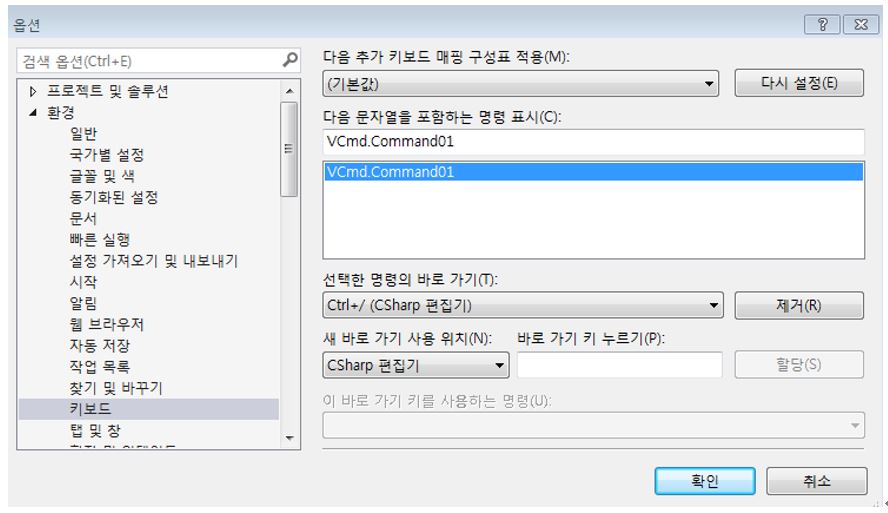 옵션
검색 옵션(Ctrl+E)
프로젝트 및 솔루션
환경
일반
국가별 설정
글꼴 및 색
동기화된 설정
문서
빠른 실행
설정 가져오기 및 내보내기
시작
알림
웹 브라우저
자동 저장
작업 목록
찾기 및 바꾸기
키보드
탭 및 창
다음 추가 키보드 매핑 구성표 적용(M):
(기본값)
다시 설정(E)
다음 문자열을 포함하는 명령 표시(C):
VCmd.Command01
VCmd.Command01
선택한 명령의 바로 가기(T):
Ctrl+/ (CSharp 편집기)
제거(R)
새 바로 가기 사용 위치(N):
바로 가기 키 누르기(P):
CSharp 편집기
할당(S)
이 바로 가기 키를 사용하는 명령(U):
확인
취소